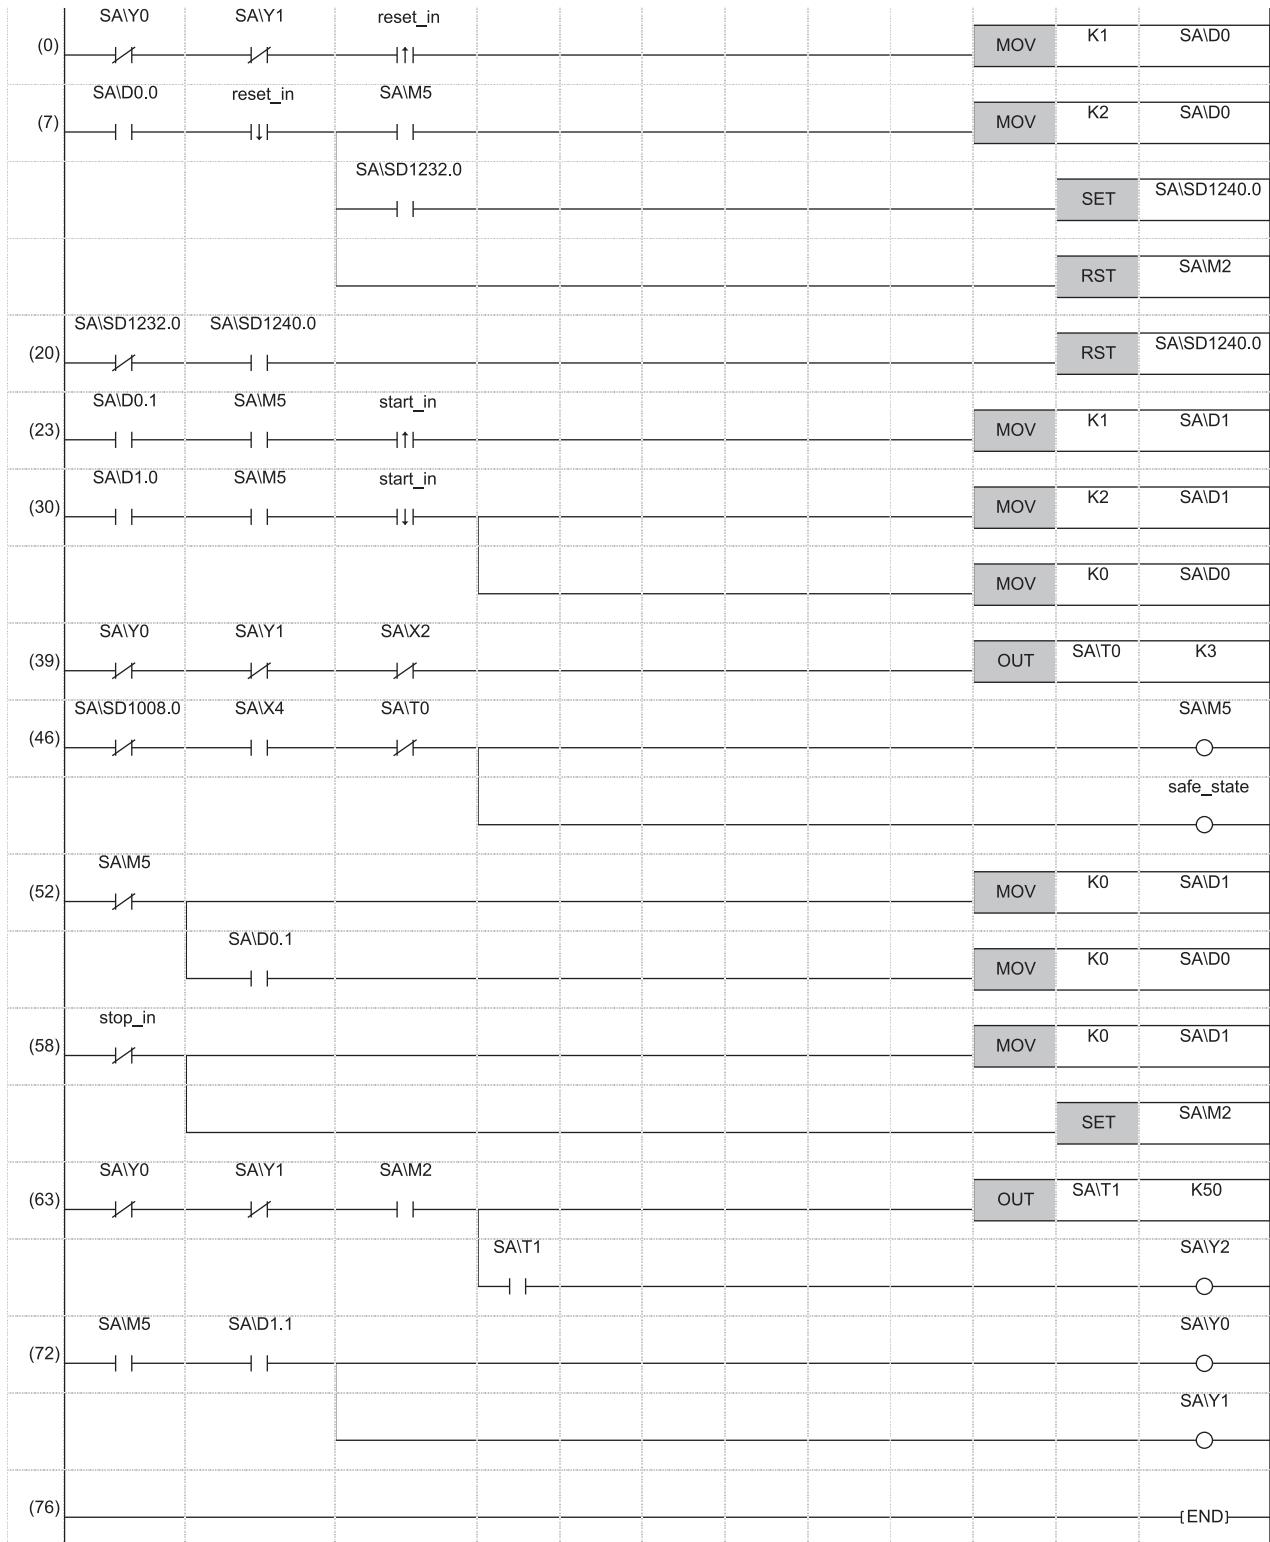 SA\Y0 SA\Y1 reset_in
(0) MOV K1 SA\D0
SA\D0.0 reset_in SA\M5
(7) MOV K2 SA\D0
SA\SD1232.0
SET SA\SD1240.0
RST SA\M2
SA\SD1232.0 SA\SD1240.0
(20) RST SA\SD1240.0
SA\D0.1 SA\M5 start_in
(23) MOV K1 SA\D1
SA\D1.0 SA\M5 start_in
(30) MOV K2 SA\D1
MOV K0 SA\D0
SA\Y0 SA\Y1 SA\X2
(39) OUT SA\T0 K3
SA\SD1008.0 SA\X4 SA\T0 SA\M5
(46)
safe_state
SA\M5
(52) MOV K0 SA\D1
SA\D0.1
MOV K0 SA\D0
stop_in
(58) MOV K0 SA\D1
SET SA\M2
SA\Y0 SA\Y1 SA\M2
(63) OUT SA\T1 K50
SA\T1 SA\Y2
SA\M5 SA\D1.1 SA\Y0
(72)
SA\Y1
(76) [END]